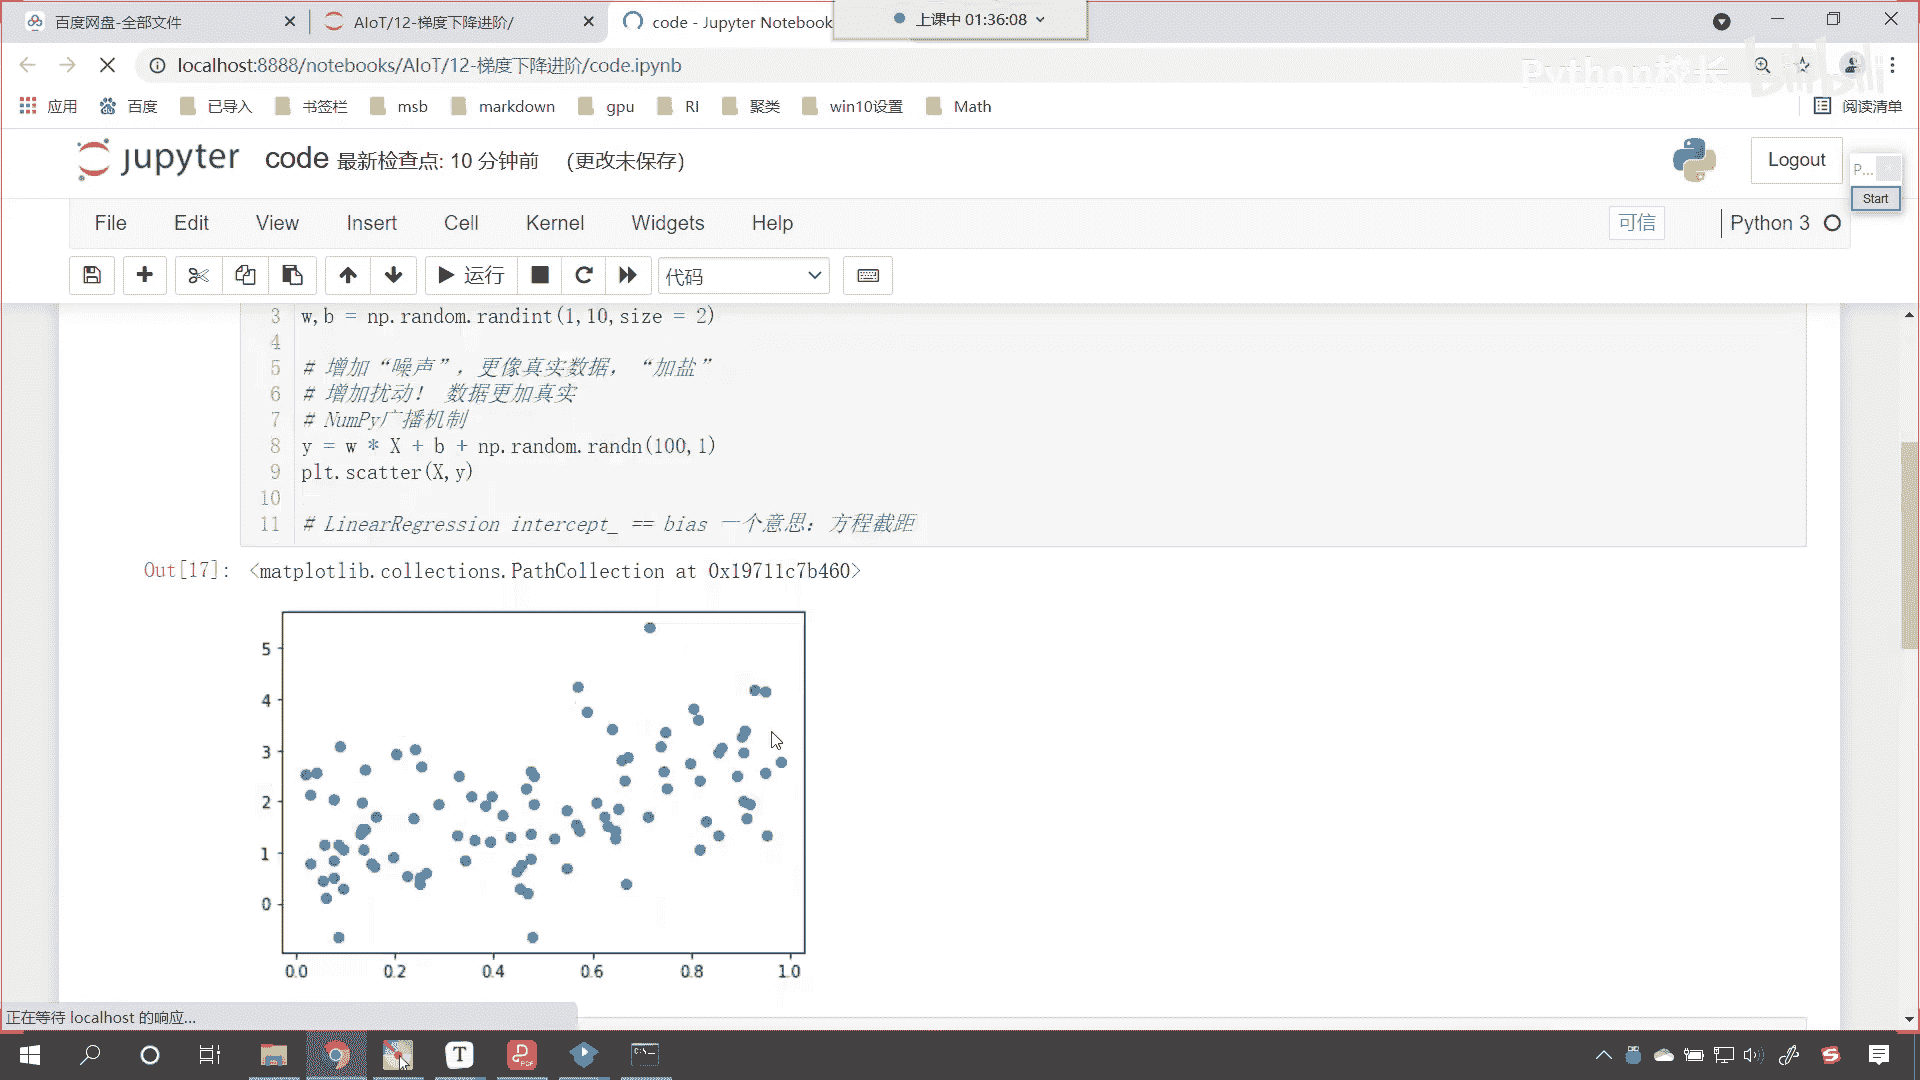 百度网盘-全部文件
AIoT/12-梯度下降进阶/
code - Jupyter Notebook
上课中 01:36:08
localhost:8888/notebooks/AIoT/12-梯度下降进阶/code.ipynb
Python校长
bilibili
应用 百度 已导入 书签栏 msb markdown gpu RI 聚类 win10设置 Math 阅读清单
jupyter code 最新检查点: 10 分钟前 (更改未保存)
Logout
P...
Start
File Edit View Insert Cell Kernel Widgets Help 可信 Python 3
运行 代码
3 w,b = np.random.randint(1,10,size = 2)
4
5 # 增加“噪声”，更像真实数据，“加盐”
6 # 增加扰动！ 数据更加真实
7 # NumPy广播机制
8 y = w * X + b + np.random.randn(100,1)
9 plt.scatter(X,y)
10
11 # LinearRegression intercept_ == bias 一个意思：方程截距
Out[17]: <matplotlib.collections.PathCollection at 0x19711c7b460>
5
4
3
2
1
0
0.0 0.2 0.4 0.6 0.8 1.0
正在等待 localhost 的响应...